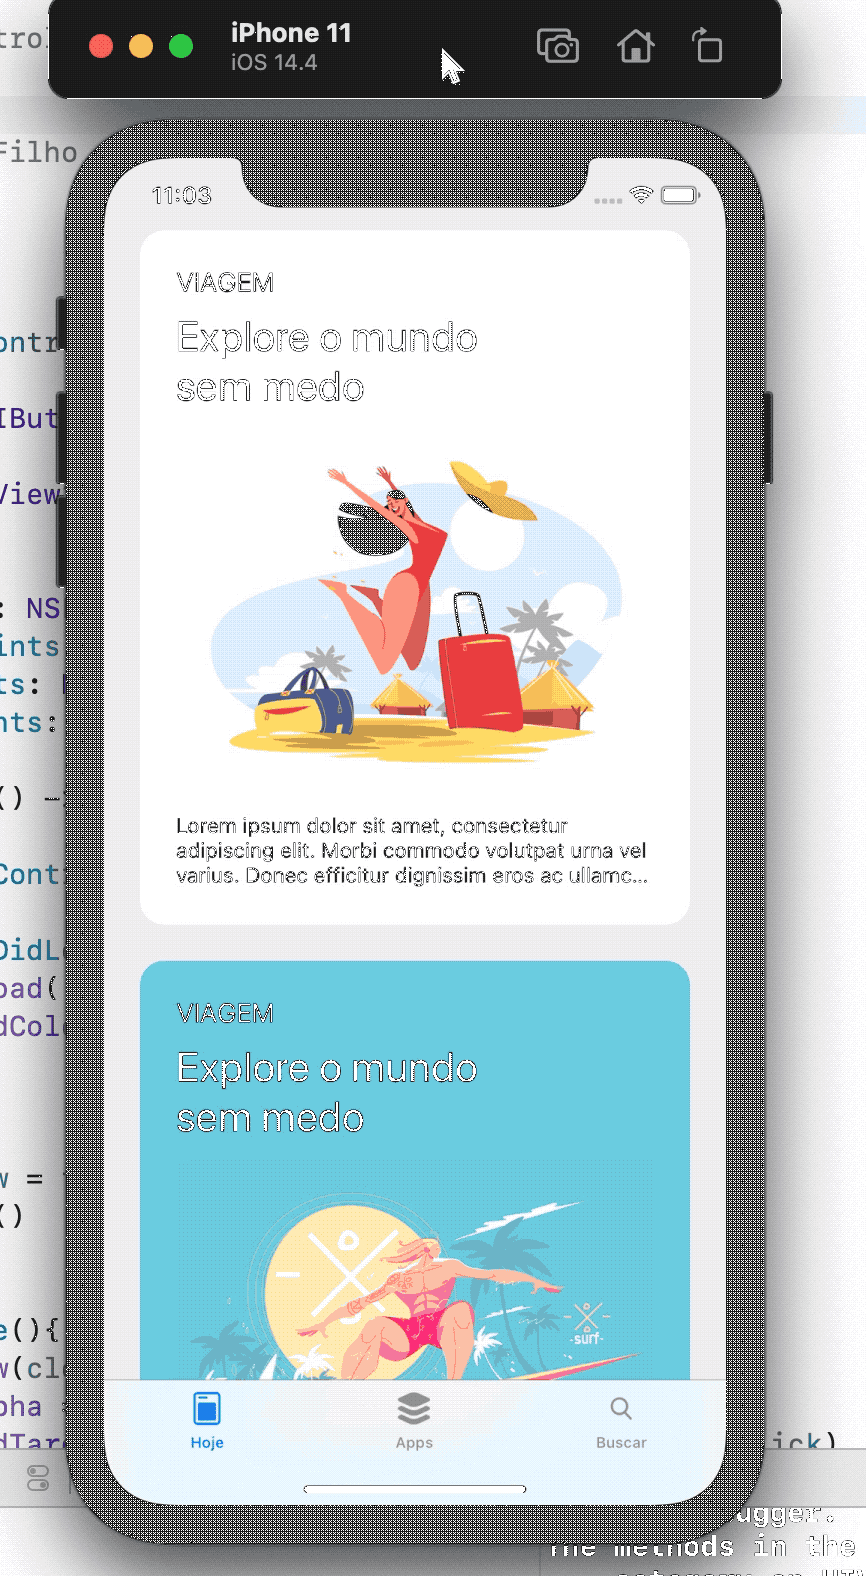 iPhone 11
iOS 14.4
Filho
11:03
VIAGEM
Explore o mundo
sem medo
View
: NS
ints
ts:
nts:
() –
Cont
DidL
oad(
dCol
w =
()
e(){
w(cl
pha
dTar
ick)
Lorem ipsum dolor sit amet, consectetur
adipiscing elit. Morbi commodo volutpat urna vel
varius. Donec efficitur dignissim eros ac ullamc...
VIAGEM
Explore o mundo
sem medo
-surf-
Hoje
Apps
Buscar
ugger.
The methods in the